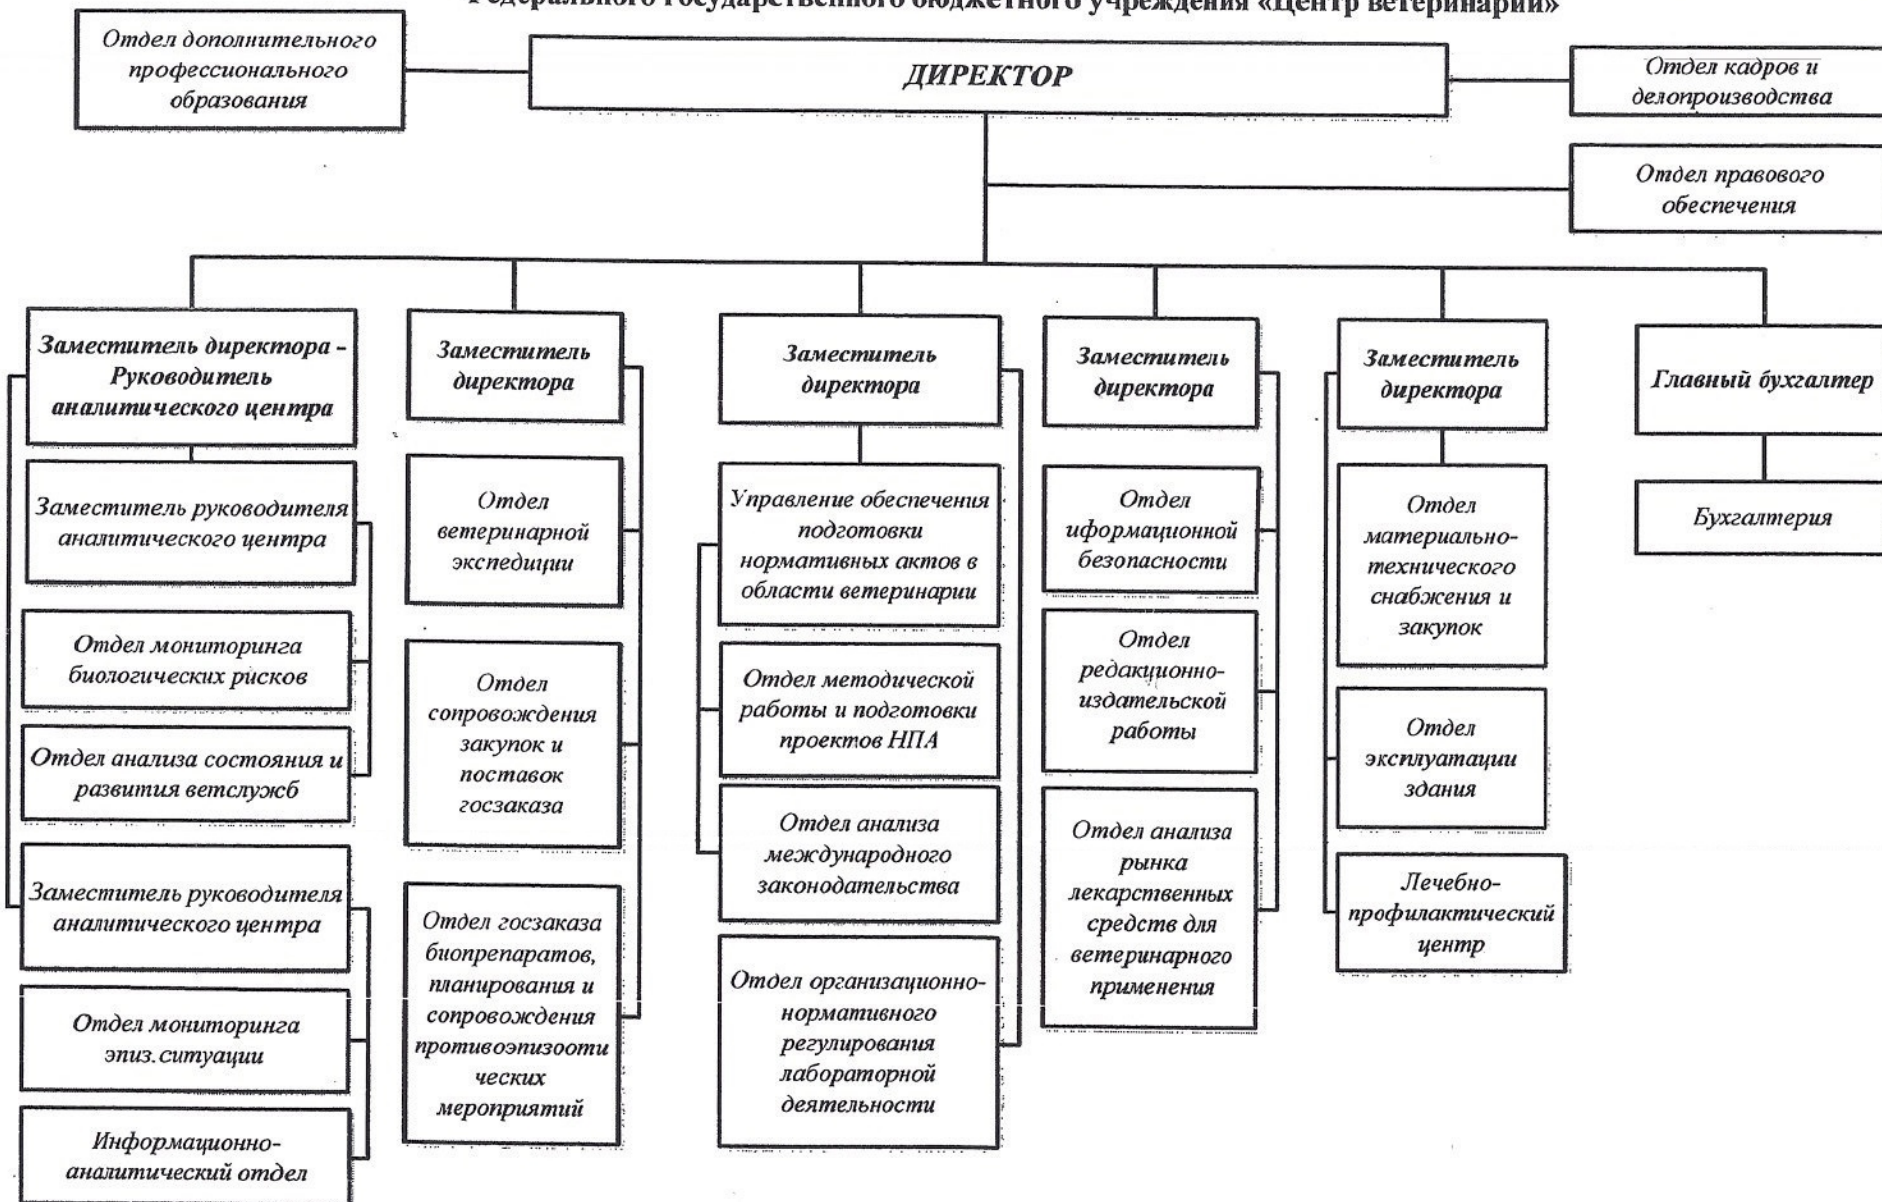 Федерального государственного бюджетного учреждения «Центр ветеринарии»
Отдел дополнительного
профессионального
образования
ДИРЕКТОР
Отдел кадров и
делопроизводства
Отдел правового
обеспечения
Заместитель директора -
Руководитель
аналитического центра
Заместитель руководителя
аналитического центра
Отдел мониторинга
биологических рисков
Отдел анализа состояния и
развития ветслужб
Заместитель руководителя
аналитического центра
Отдел мониторинга
эпиз.ситуации
Информационно-
аналитический отдел
Заместитель
директора
Отдел
ветеринарной
экспедиции
Отдел
сопровождения
закупок и
поставок
госзаказа
Отдел госзаказа
биопрепаратов,
планирования и
сопровождения
противоэпизооти
ческих
мероприятий
Заместитель
директора
Управление обеспечения
подготовки
нормативных актов в
области ветеринарии
Отдел методической
работы и подготовки
проектов НПА
Отдел анализа
международного
законодательства
Отдел организационно-
нормативного
регулирования
лабораторной
деятельности
Заместитель
директора
Отдел
иформационной
безопасности
Отдел
редакционно-
издательской
работы
Отдел анализа
рынка
лекарственных
средств для
ветеринарного
применения
Заместитель
директора
Отдел
материально-
технического
снабжения и
закупок
Отдел
эксплуатации
здания
Лечебно-
профилактический
центр
Главный бухгалтер
Бухгалтерия